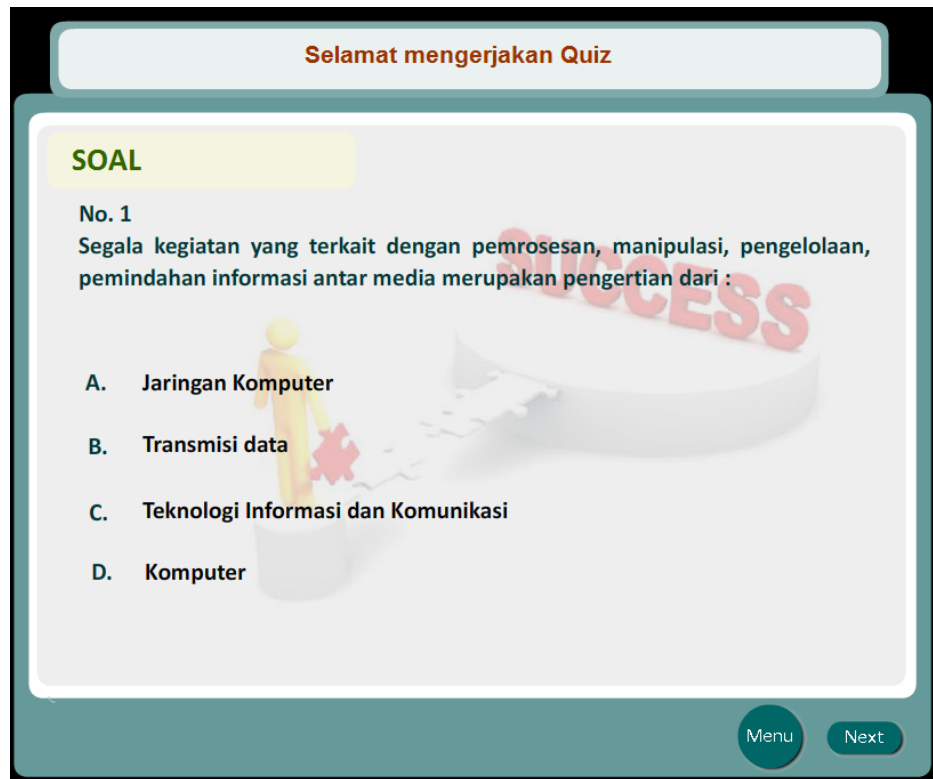 Selamat mengerjakan Quiz
SOAL
No. 1
Segala kegiatan yang terkait dengan pemrosesan, manipulasi, pengelolaan,
pemindahan informasi antar media merupakan pengertian dari :
SUCCESS
A. Jaringan Komputer
B. Transmisi data
C. Teknologi Informasi dan Komunikasi
D. Komputer
Menu
Next